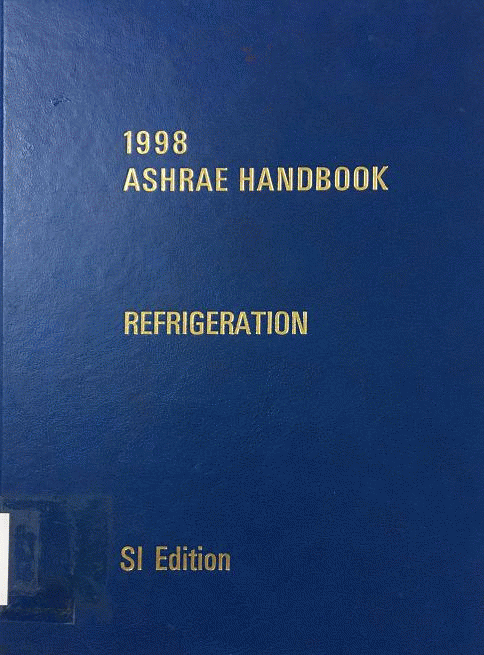 1998
ASHRAE HANDBOOK
REFRIGERATION
SI Edition